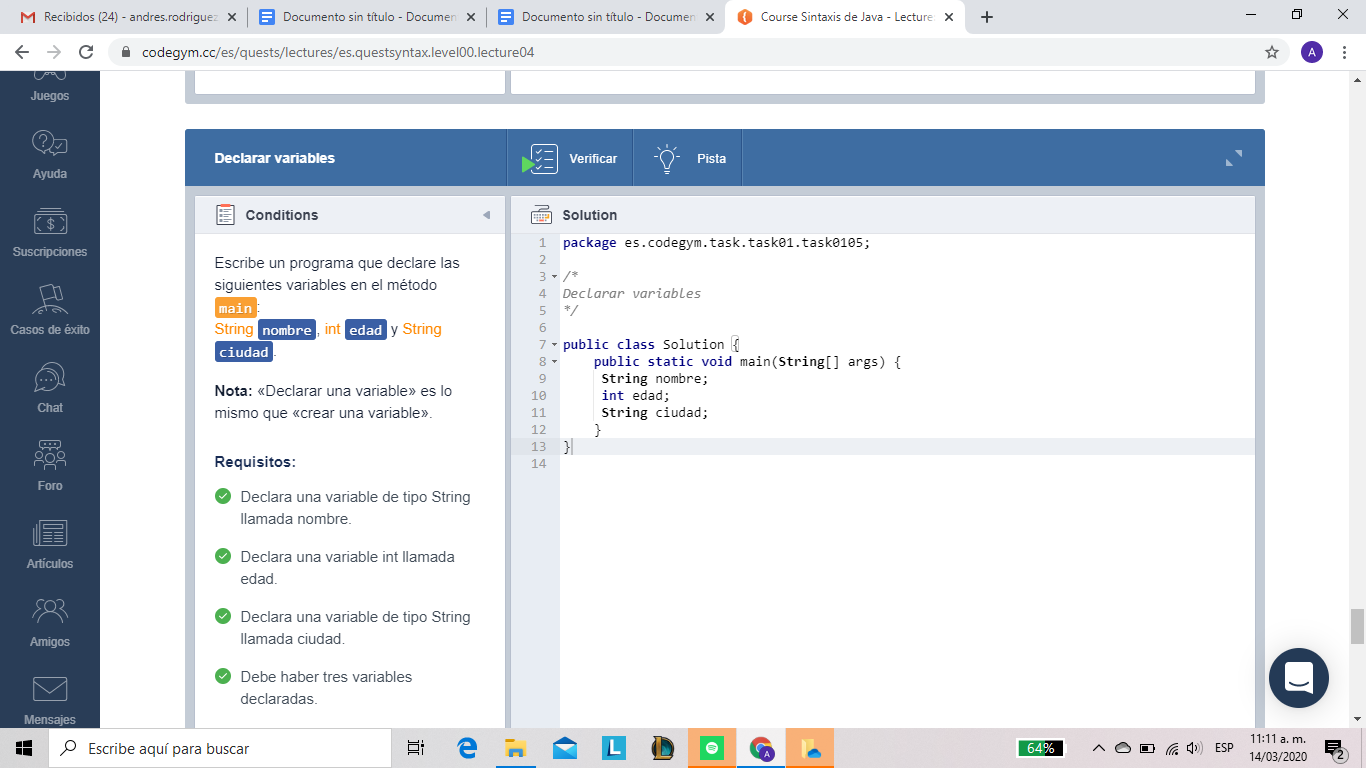 Recibidos (24) - andres.rodriguez
Documento sin título - Documen
Documento sin título - Documen
Course Sintaxis de Java - Lecture
codegym.cc/es/quests/lectures/es.questsyntax.level00.lecture04
A
Juegos
Ayuda
Suscripciones
Casos de éxito
Chat
Foro
Artículos
Amigos
Mensajes
Declarar variables
Verificar
Pista
Conditions
Escribe un programa que declare las
siguientes variables en el método
main:
String nombre, int edad y String
ciudad.
Nota: «Declarar una variable» es lo
mismo que «crear una variable».
Requisitos:
Declara una variable de tipo String
llamada nombre.
Declara una variable int llamada
edad.
Declara una variable de tipo String
llamada ciudad.
Debe haber tres variables
declaradas.
Solution
1 package es.codegym.task.task01.task0105;
2
3 /*
4 Declarar variables
5 */
6
7 public class Solution {
8 public static void main(String[] args) {
9 String nombre;
10 int edad;
11 String ciudad;
12 }
13 }
14
Escribe aquí para buscar
L
A
64%
ESP
11:11 a. m.
14/03/2020
2